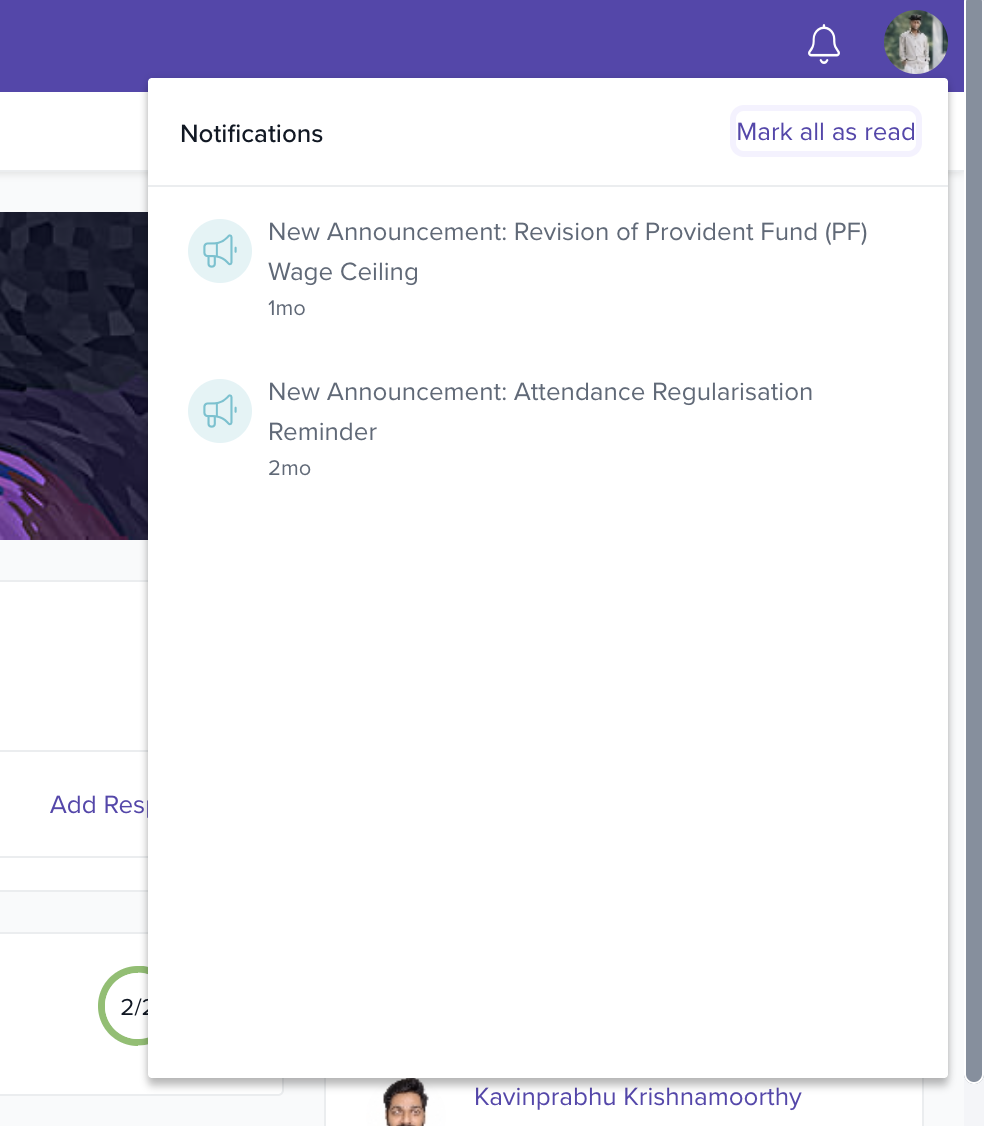 Notifications
Mark all as read
New Announcement: Revision of Provident Fund (PF)
Wage Ceiling
1mo
New Announcement: Attendance Regularisation
Reminder
2mo
Add
2/2
Kavinprabhu Krishnamoorthy